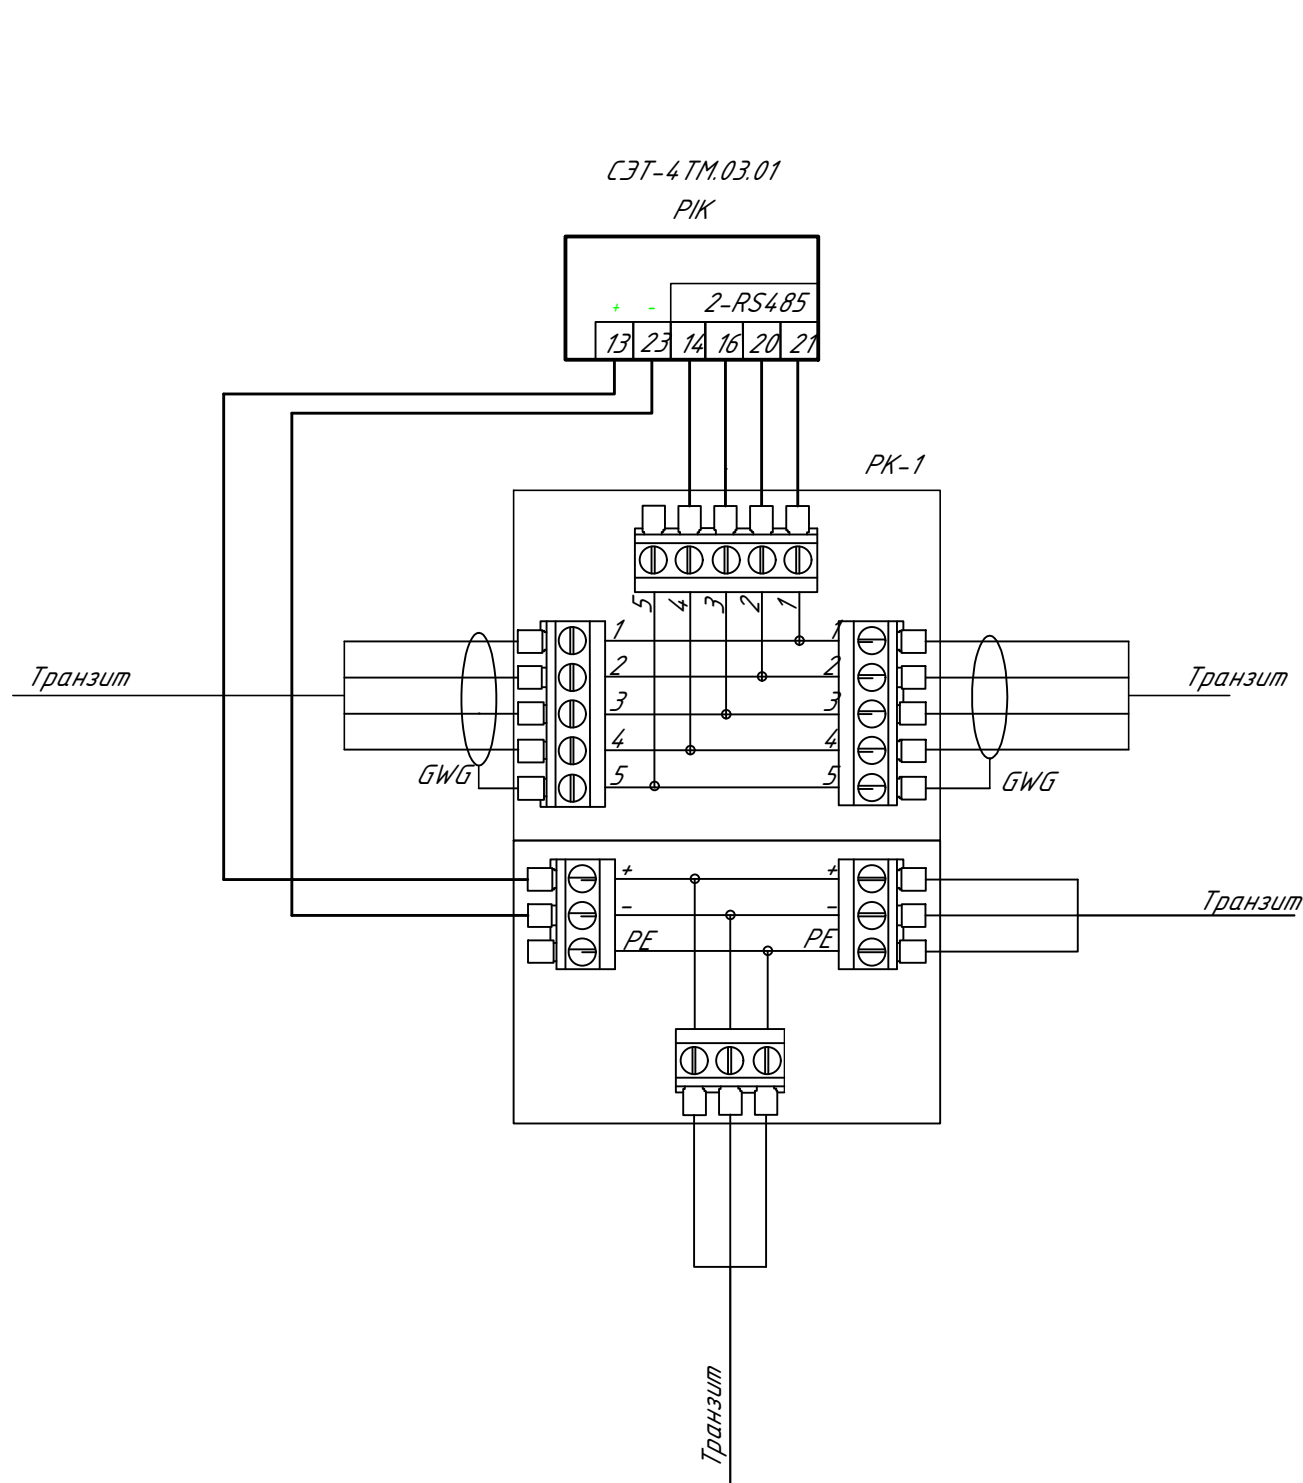 СЭТ-4ТМ.03.01
PIK
+ -
2-RS485
13 23 14 16 20 21
РК-1
5 4 3 2 1
1 1
2 2
Транзит Транзит
3 3
4 4
5 5
GWG GWG
+ +
- -
Транзит
PE PE
Транзит